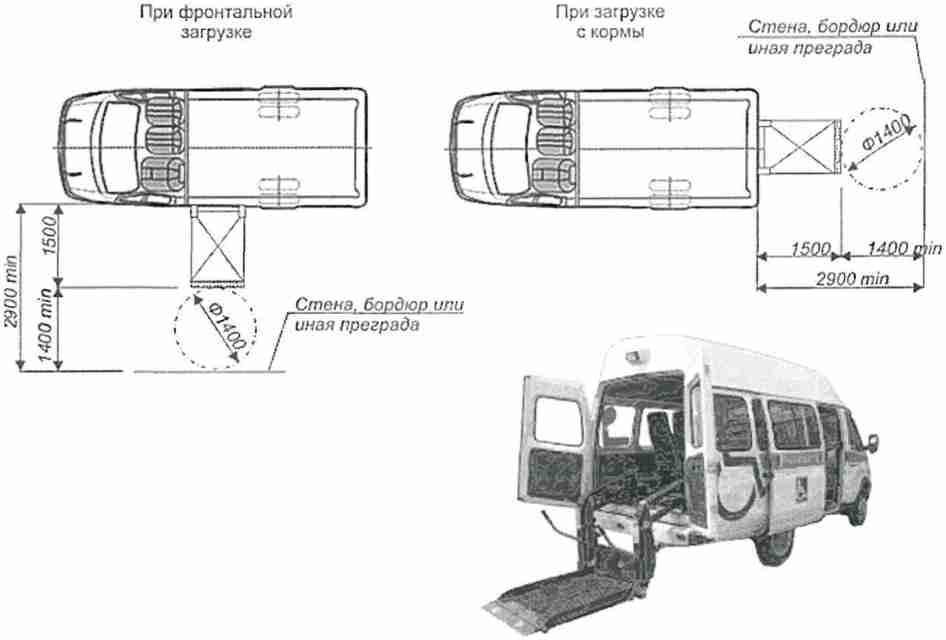 При фронтальной
загрузке
При загрузке
с кормы
Стена, бордюр или
иная преграда
Ф1400
1500
1400 min
2900 min
1500
1400 min
2900 min
Ф1400
Стена, бордюр или
иная преграда